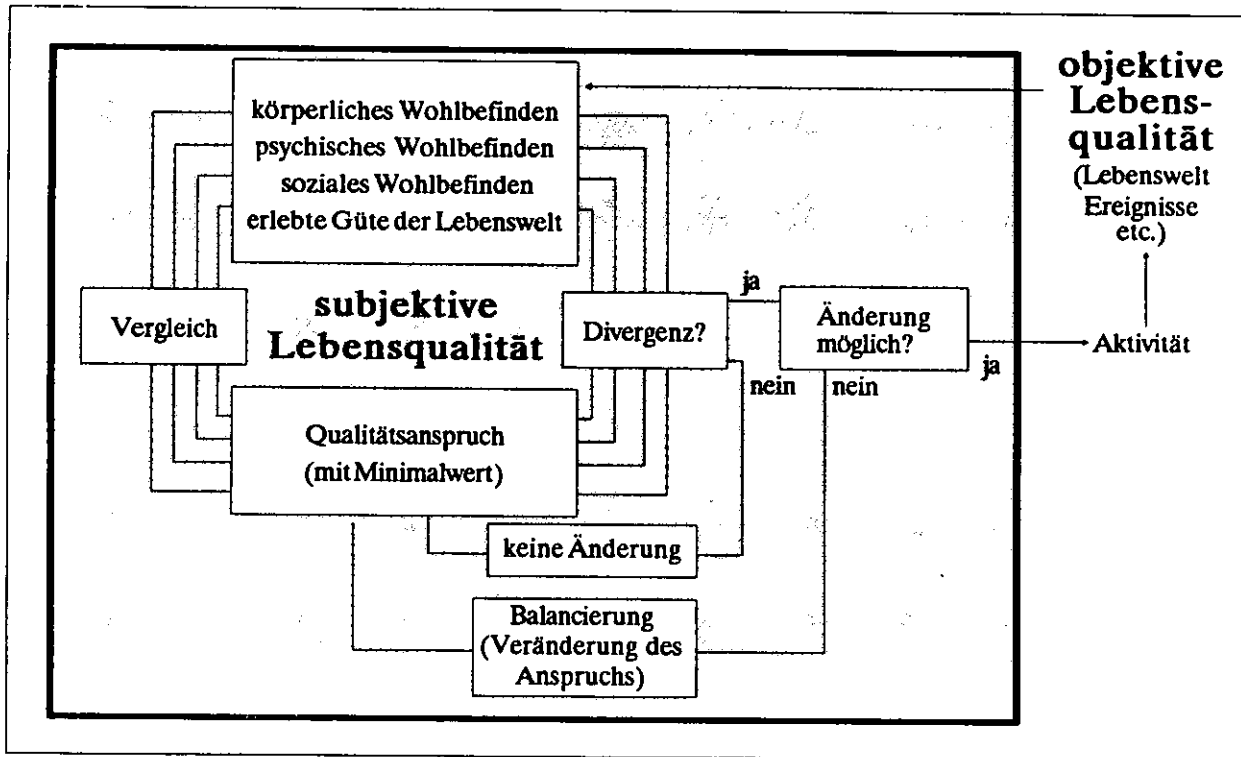 körperliches Wohlbefinden
psychisches Wohlbefinden
soziales Wohlbefinden
erlebte Güte der Lebenswelt
objektive
Lebens-
qualität
(Lebenswelt
Ereignisse
etc.)
Vergleich
subjektive
Lebensqualität
Divergenz?
ja
nein
Änderung
möglich?
ja
nein
Aktivität
Qualitätsanspruch
(mit Minimalwert)
keine Änderung
Balancierung
(Veränderung des
Anspruchs)